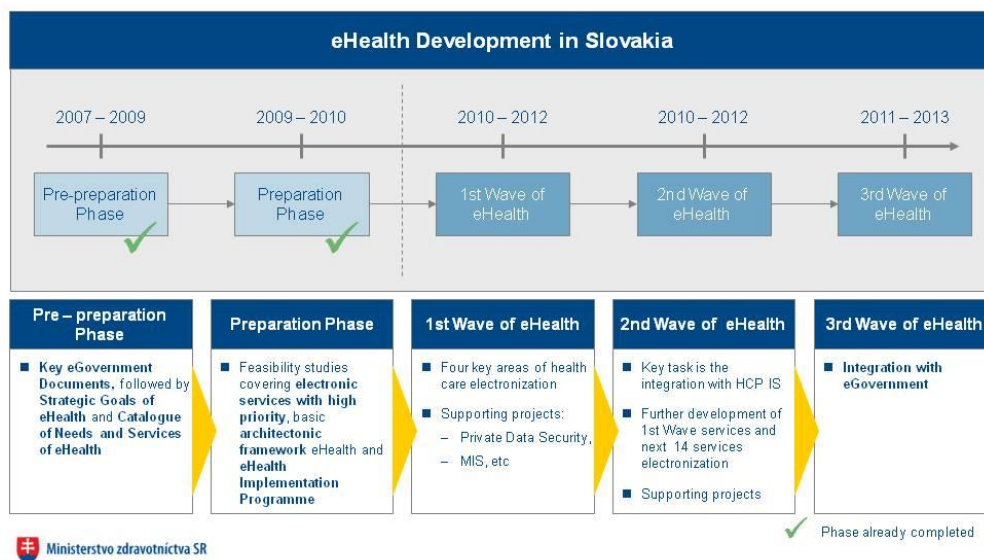 eHealth Development in Slovakia
2007 – 2009
2009 – 2010
2010 – 2012
2010 – 2012
2011 – 2013
Pre-preparation
Phase
Preparation
Phase
1st Wave of
eHealth
2nd Wave of
eHealth
3rd Wave of
eHealth
Pre – preparation
Phase
Key eGovernment
Documents, followed by
Strategic Goals of
eHealth and Catalogue
of Needs and Services
of eHealth
Preparation Phase
Feasibility studies
covering electronic
services with high
priority, basic
architectonic
framework eHealth and
eHealth
Implementation
Programme
1st Wave of eHealth
Four key areas of health
care electronization
Supporting projects:
– Private Data Security,
– MIS, etc
2nd Wave of eHealth
Key task is the
integration with HCP IS
Further development of
1st Wave services and
next 14 services
electronization
Supporting projects
3rd Wave of eHealth
Integration with
eGovernment
Phase already completed
Ministerstvo zdravotníctva SR